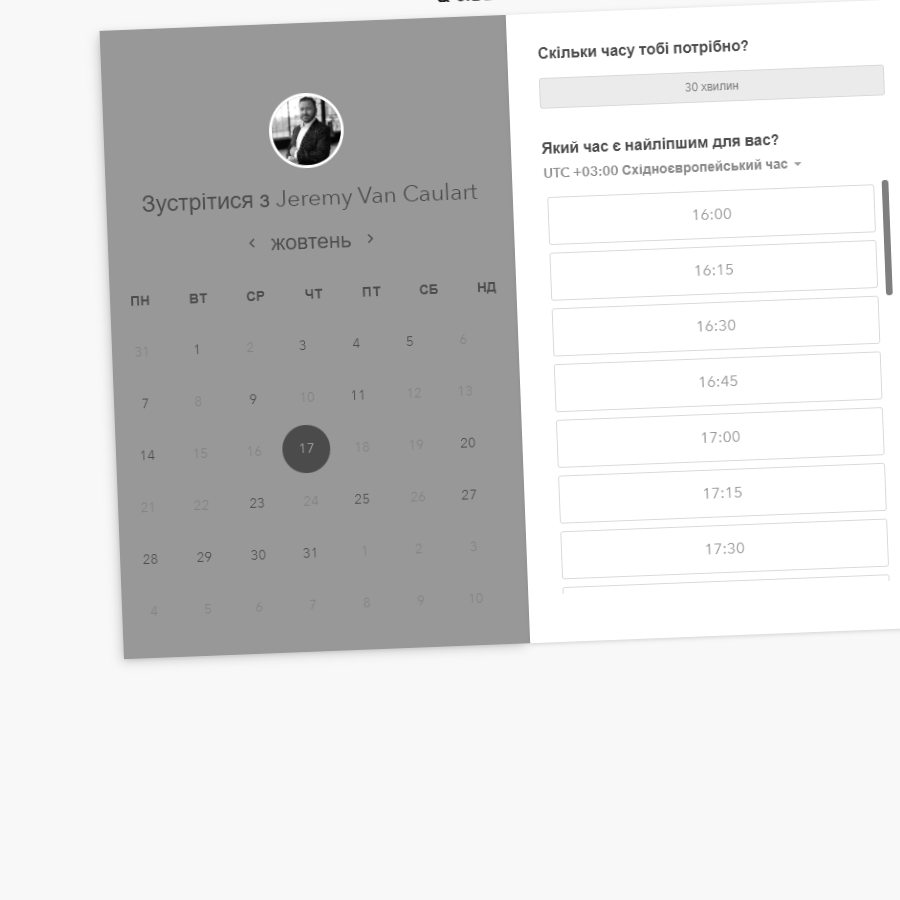 Зустрітися з Jeremy Van Caulart
жовтень
ПН ВТ СР ЧТ ПТ СБ НД
31 1 2 3 4 5 6
7 8 9 10 11 12 13
14 15 16 17 18 19 20
21 22 23 24 25 26 27
28 29 30 31 1 2 3
4 5 6 7 8 9 10
Скільки часу тобі потрібно?
30 хвилин
Який час є найліпшим для вас?
UTC +03:00 Східноєвропейський час
16:00
16:15
16:30
16:45
17:00
17:15
17:30